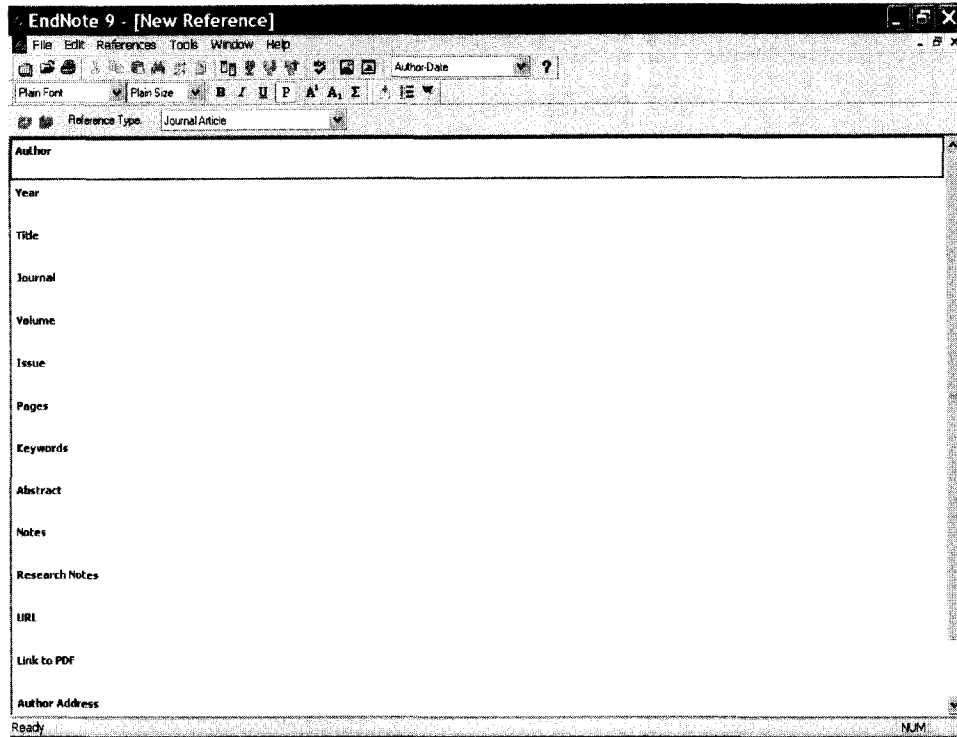 EndNote 9 - [New Reference]
File Edit References Tools Window Help
Author-Date ?
Plain Font Plain Size B I U P A¹ A₁ Σ
Reference Type: Journal Article
Author
Year
Title
Journal
Volume
Issue
Pages
Keywords
Abstract
Notes
Research Notes
URL
Link to PDF
Author Address
Ready NUM